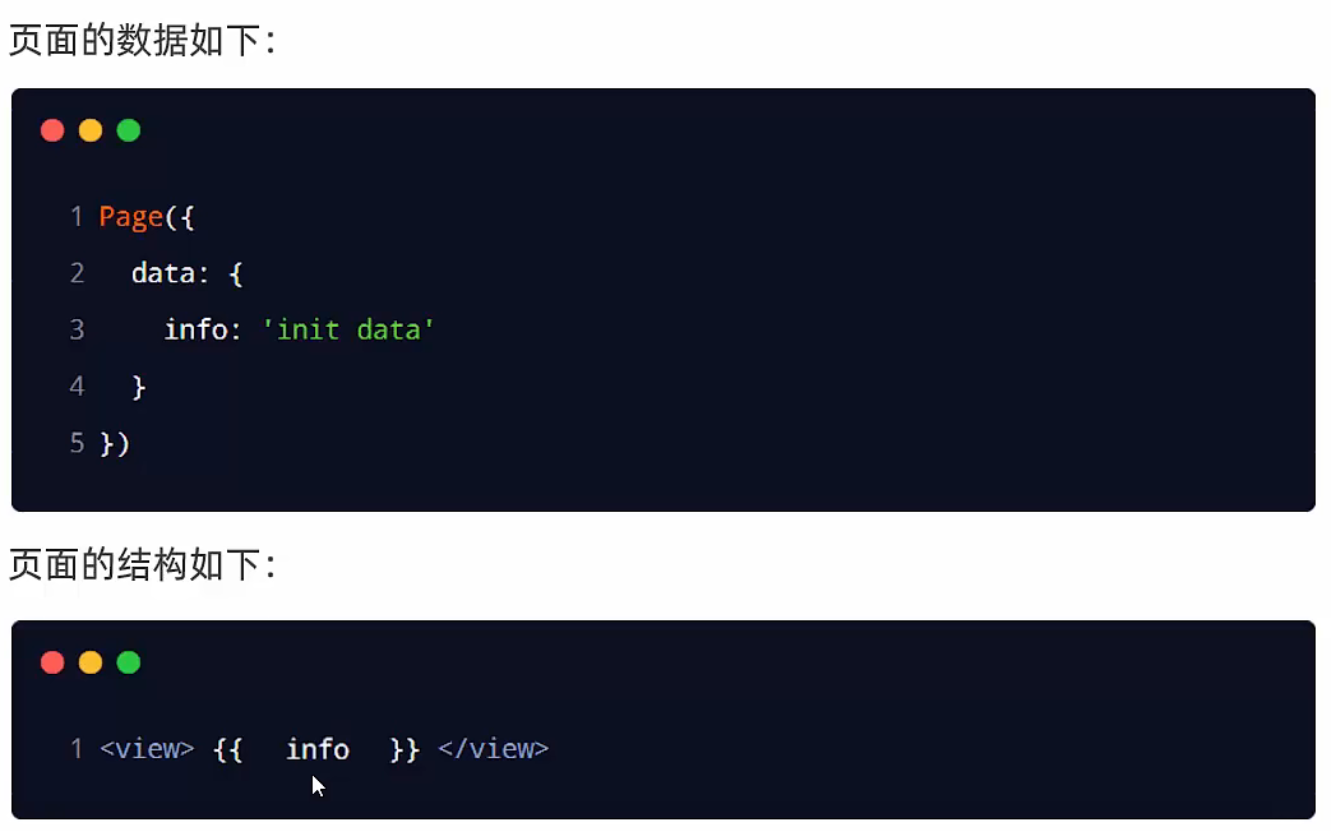 页面的数据如下：
1 Page({
2   data: {
3     info: 'init data'
4   }
5 })
页面的结构如下：
1 <view> {{  info  }} </view>